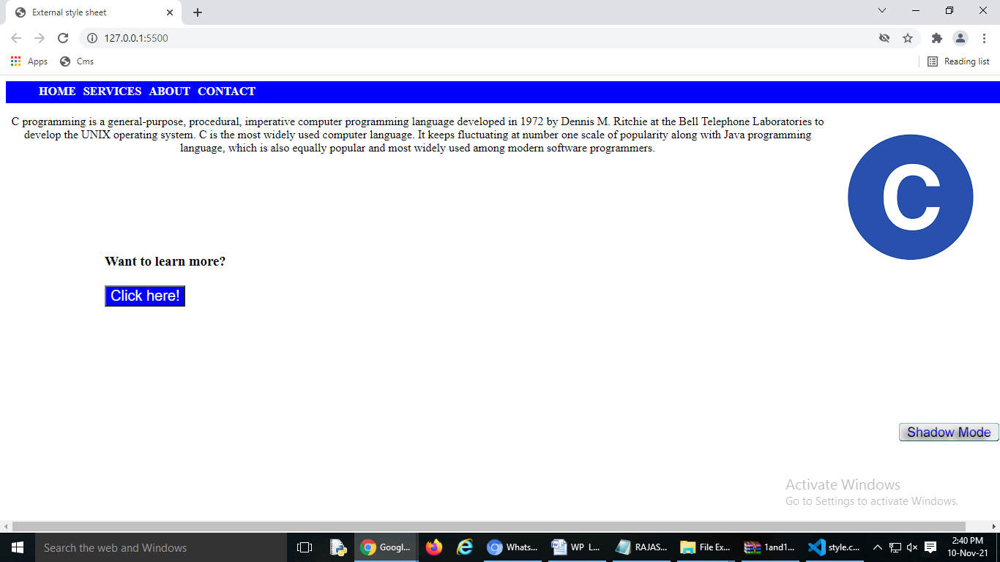 External style sheet
127.0.0.1:5500
Apps Cms Reading list
HOME SERVICES ABOUT CONTACT
C programming is a general-purpose, procedural, imperative computer programming language developed in 1972 by Dennis M. Ritchie at the Bell Telephone Laboratories to
develop the UNIX operating system. C is the most widely used computer language. It keeps fluctuating at number one scale of popularity along with Java programming
language, which is also equally popular and most widely used among modern software programmers.
C
Want to learn more?
Click here!
Shadow Mode
Activate Windows
Go to Settings to activate Windows.
Search the web and Windows Googl... Whats... WP L... RAJAS... File Ex... 1and1... style.c... 2:40 PM
10-Nov-21